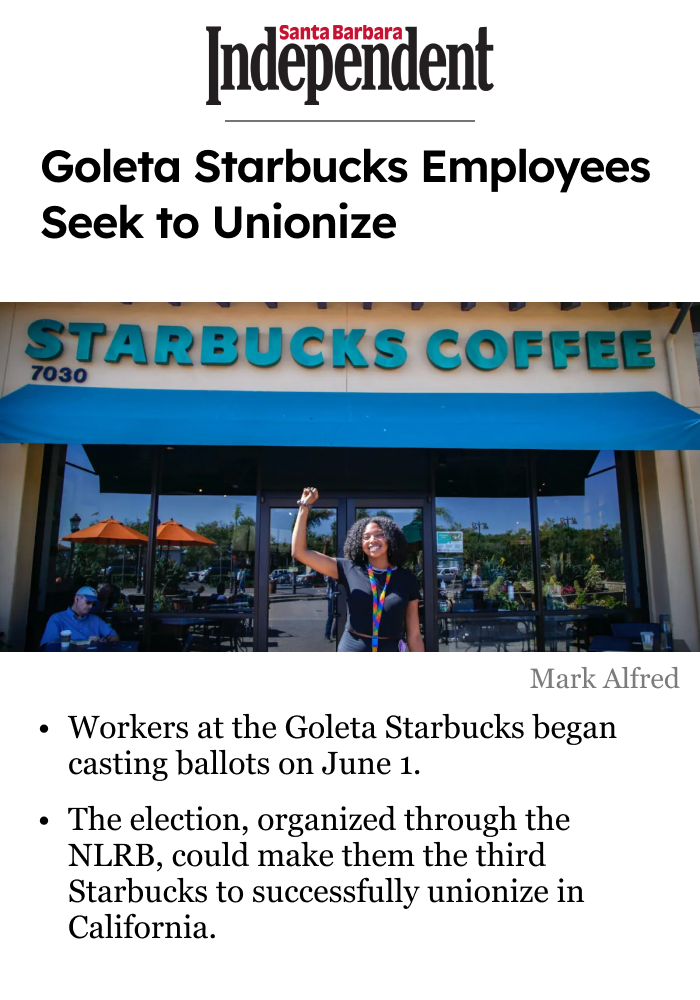 Santa Barbara
Independent
Goleta Starbucks Employees
Seek to Unionize
STARBUCKS COFFEE
7030
Mark Alfred
• Workers at the Goleta Starbucks began
casting ballots on June 1.
• The election, organized through the
NLRB, could make them the third
Starbucks to successfully unionize in
California.